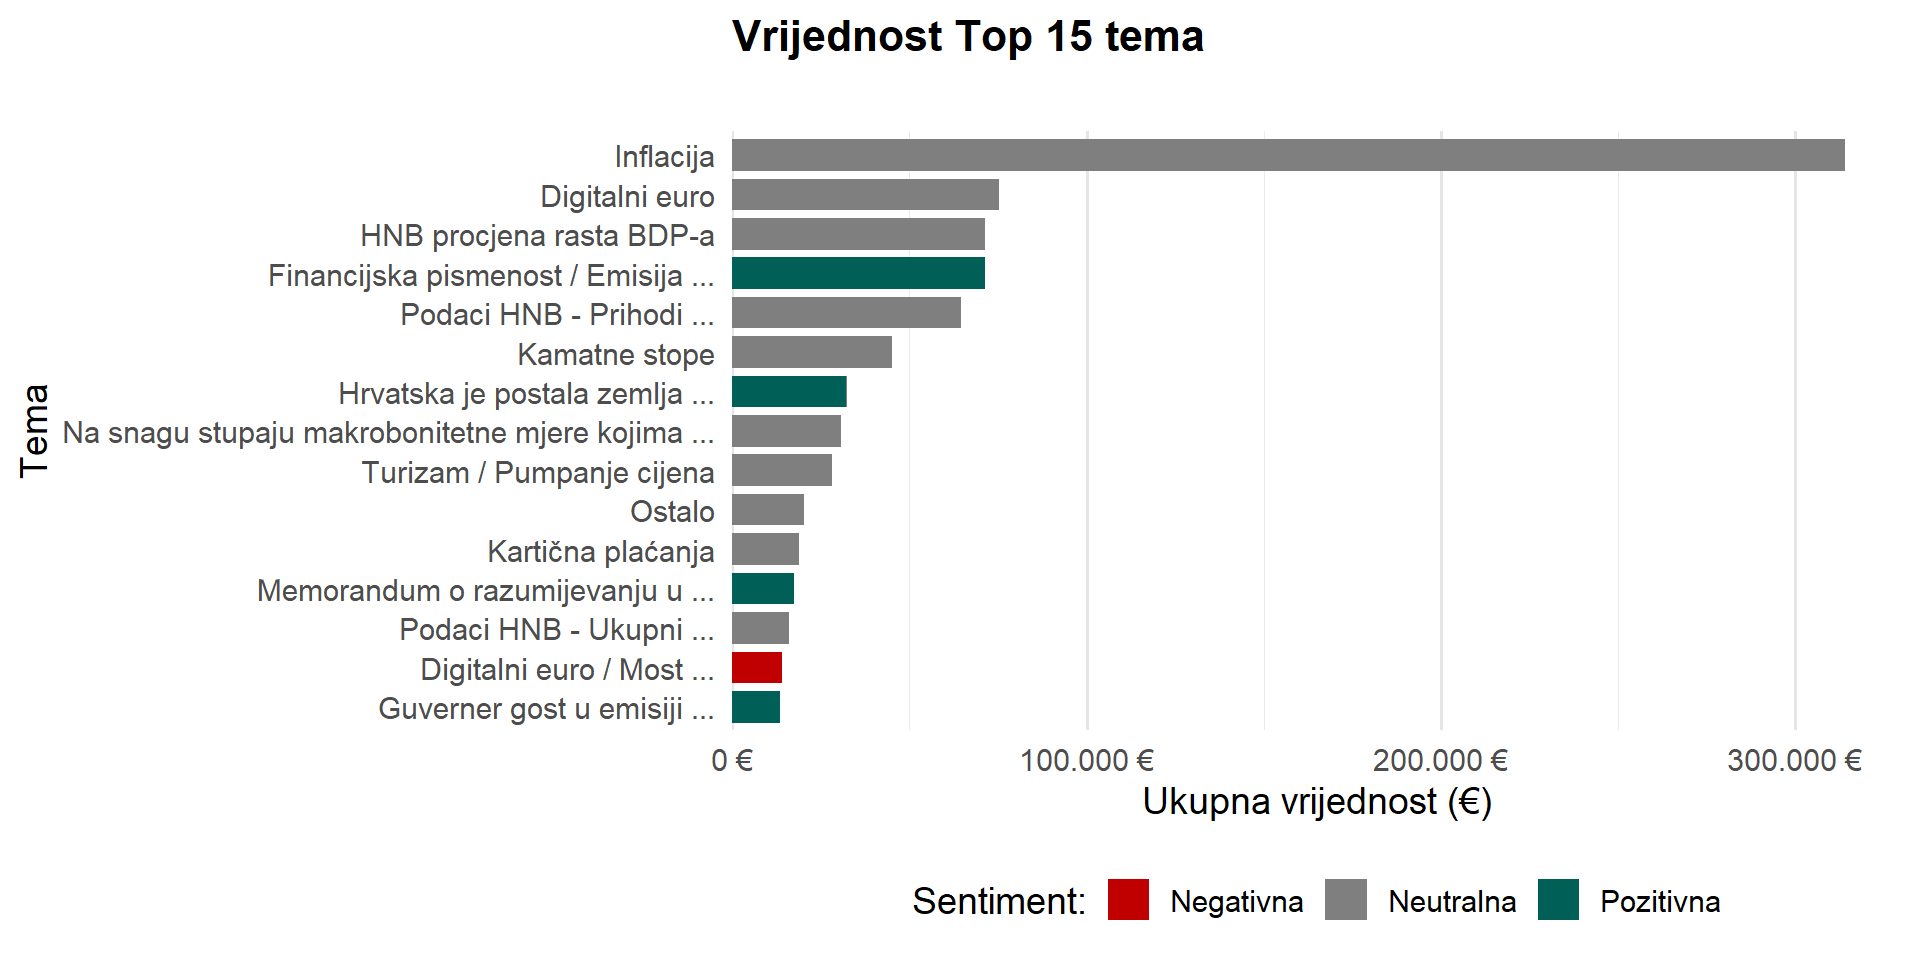 Vrijednost Top 15 tema
Tema
Inflacija
Digitalni euro
HNB procjena rasta BDP-a
Financijska pismenost / Emisija ...
Podaci HNB - Prihodi ...
Kamatne stope
Hrvatska je postala zemlja ...
Na snagu stupaju makrobonitetne mjere kojima ...
Turizam / Pumpanje cijena
Ostalo
Kartična plaćanja
Memorandum o razumijevanju u ...
Podaci HNB - Ukupni ...
Digitalni euro / Most ...
Guverner gost u emisiji ...
0 € 100.000 € 200.000 € 300.000 €
Ukupna vrijednost (€)
Sentiment: Negativna Neutralna Pozitivna